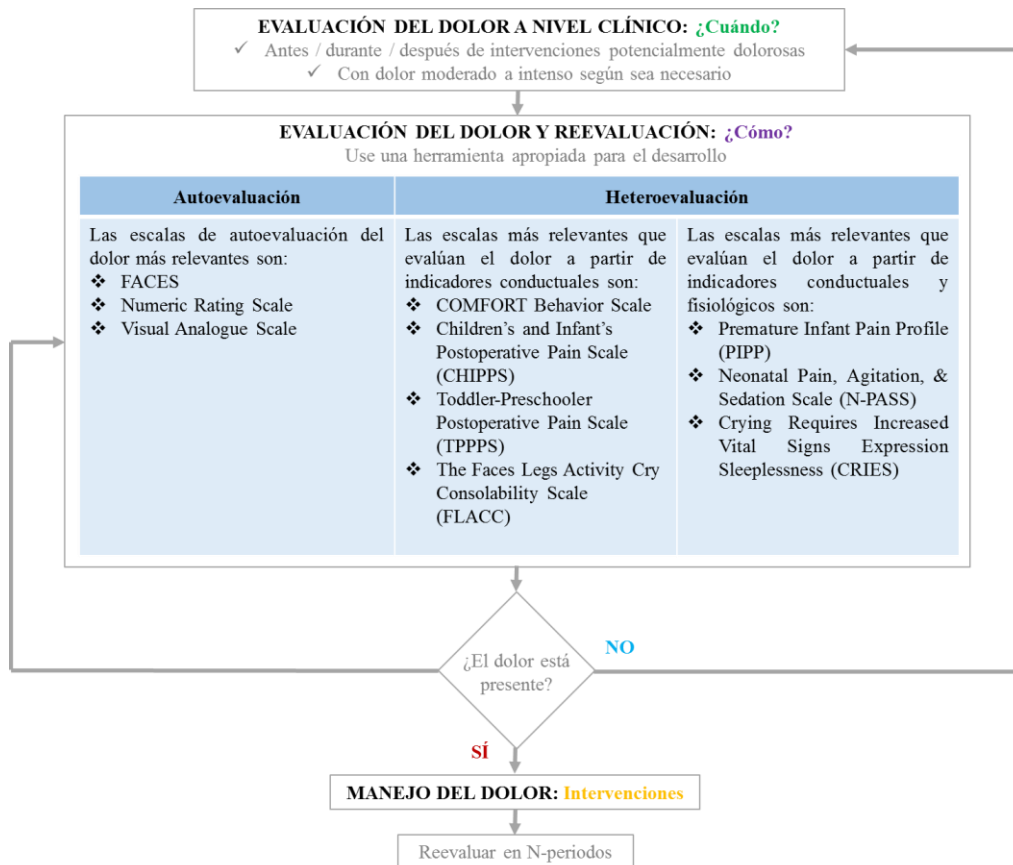 EVALUACIÓN DEL DOLOR A NIVEL CLÍNICO: ¿Cuándo?
✓ Antes / durante / después de intervenciones potencialmente dolorosas
✓ Con dolor moderado a intenso según sea necesario
EVALUACIÓN DEL DOLOR Y REEVALUACIÓN: ¿Cómo?
Use una herramienta apropiada para el desarrollo
Autoevaluación
Heteroevaluación
Las escalas de autoevaluación del
dolor más relevantes son:
❖ FACES
❖ Numeric Rating Scale
❖ Visual Analogue Scale
Las escalas más relevantes que
evalúan el dolor a partir de
indicadores conductuales son:
❖ COMFORT Behavior Scale
❖ Children's and Infant's
Postoperative Pain Scale
(CHIPPS)
❖ Toddler-Preschooler
Postoperative Pain Scale
(TPPPS)
❖ The Faces Legs Activity Cry
Consolability Scale
(FLACC)
Las escalas más relevantes que
evalúan el dolor a partir de
indicadores conductuales y
fisiológicos son:
❖ Premature Infant Pain Profile
(PIPP)
❖ Neonatal Pain, Agitation, &
Sedation Scale (N-PASS)
❖ Crying Requires Increased
Vital Signs Expression
Sleeplessness (CRIES)
¿El dolor está
presente?
NO
SÍ
MANEJO DEL DOLOR: Intervenciones
Reevaluar en N-periodos